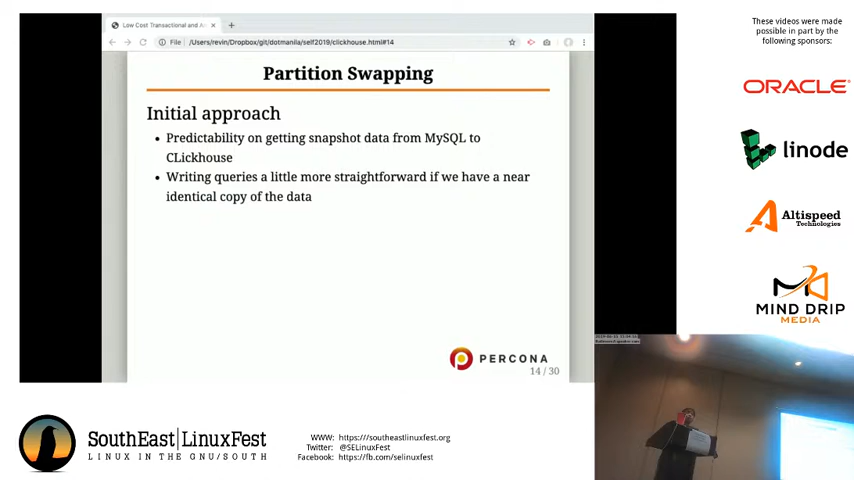 Low Cost Transactional and A
File
/Users/revin/Dropbox/git/dotmanila/self2019/clickhouse.html#14
Partition Swapping
Initial approach
• Predictability on getting snapshot data from MySQL to
CLickhouse
• Writing queries a little more straightforward if we have a near
identical copy of the data
PERCONA
14 / 30
These videos were made
possible in part by the
following sponsors:
ORACLE
linode
Altispeed
Technologies
MIND DRIP
MEDIA
SouthEast|LinuxFest
LINUX IN THE GNU/SOUTH
WWW: https:///southeastlinuxfest.org
Twitter: @SELinuxFest
Facebook: https://fb.com/selinuxfest